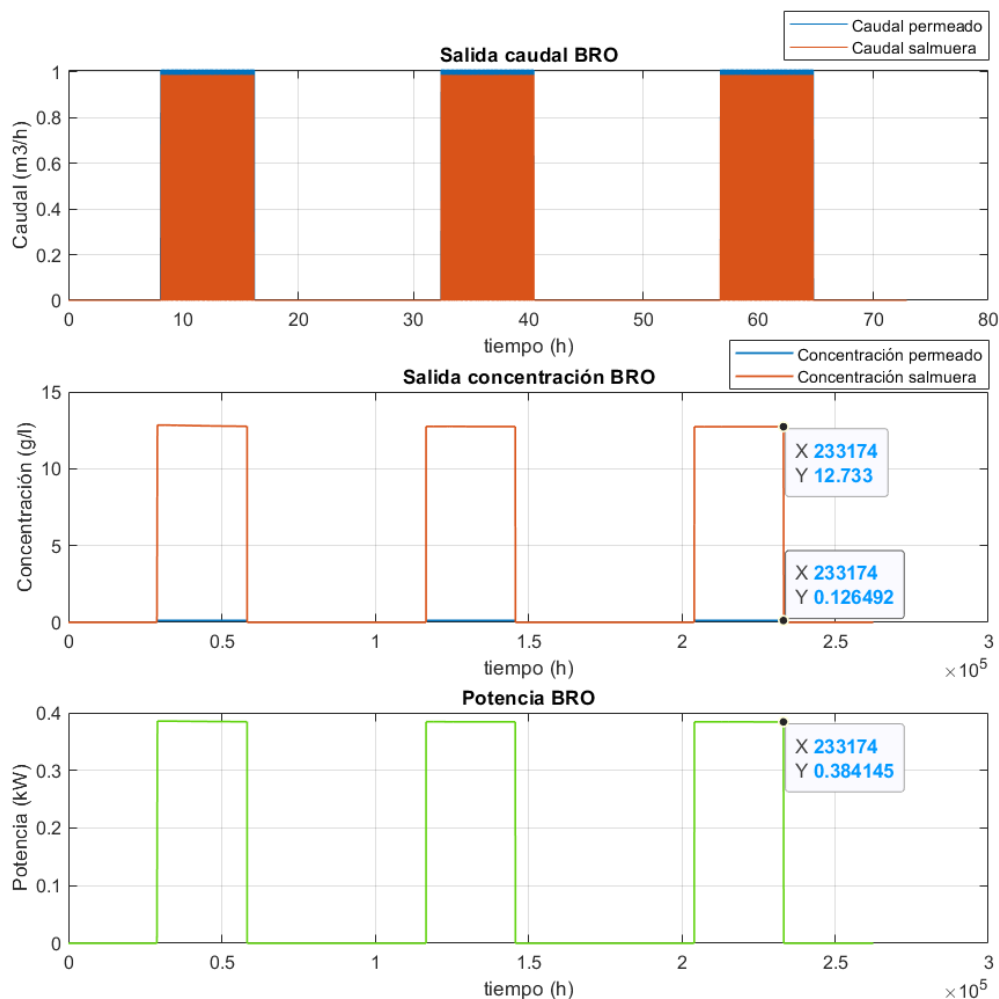 Caudal permeado
Caudal salmuera
Salida caudal BRO
Caudal (m3/h)
1
0.8
0.6
0.4
0.2
0
0 10 20 30 40 50 60 70 80
tiempo (h)
Concentración permeado
Concentración salmuera
Salida concentración BRO
Concentración (g/l)
15
10
5
0
X 233174
Y 12.733
X 233174
Y 0.126492
0 0.5 1 1.5 2 2.5 3
tiempo (h)
×10⁵
Potencia BRO
Potencia (kW)
0.4
0.3
0.2
0.1
0
X 233174
Y 0.384145
0 0.5 1 1.5 2 2.5 3
tiempo (h)
×10⁵